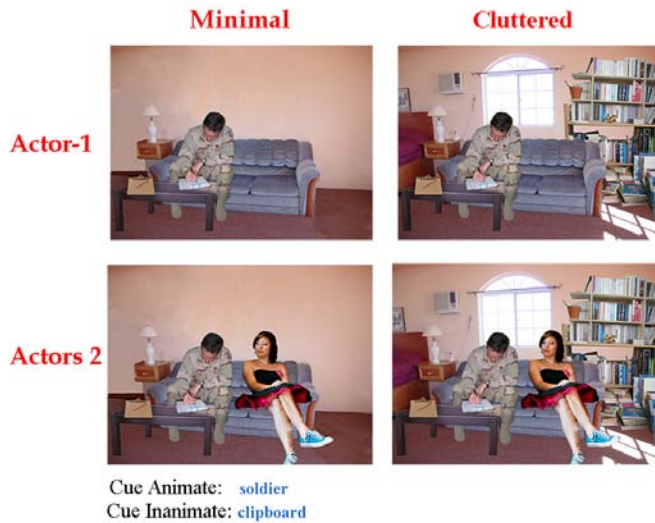 Minimal Cluttered
Actor-1
Actors 2
Cue Animate: soldier
Cue Inanimate: clipboard